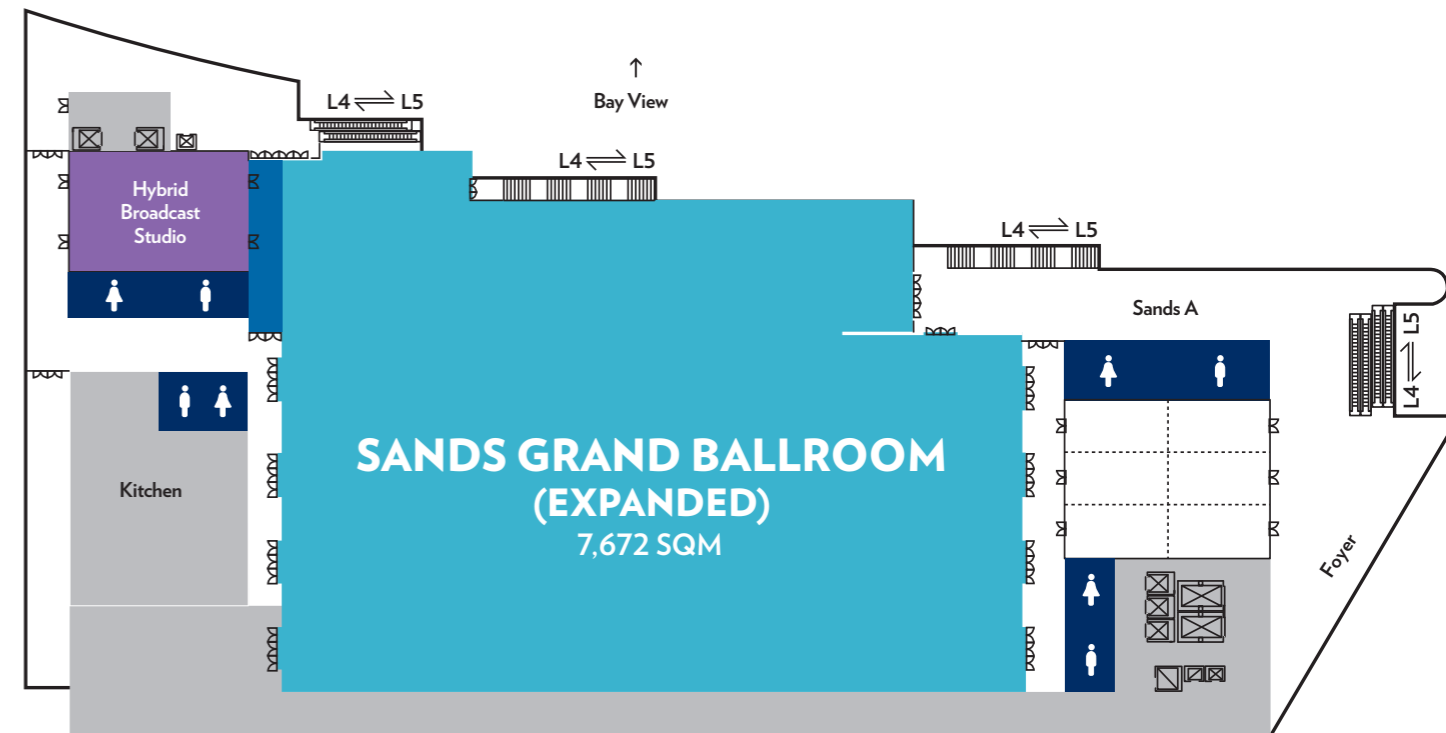 ↑
Bay View
L4 ⇌ L5
L4 ⇌ L5
L4 ⇌ L5
L4 ⇌ L5
Hybrid
Broadcast
Studio
Sands A
SANDS GRAND BALLROOM
(EXPANDED)
7,672 SQM
Kitchen
Foyer